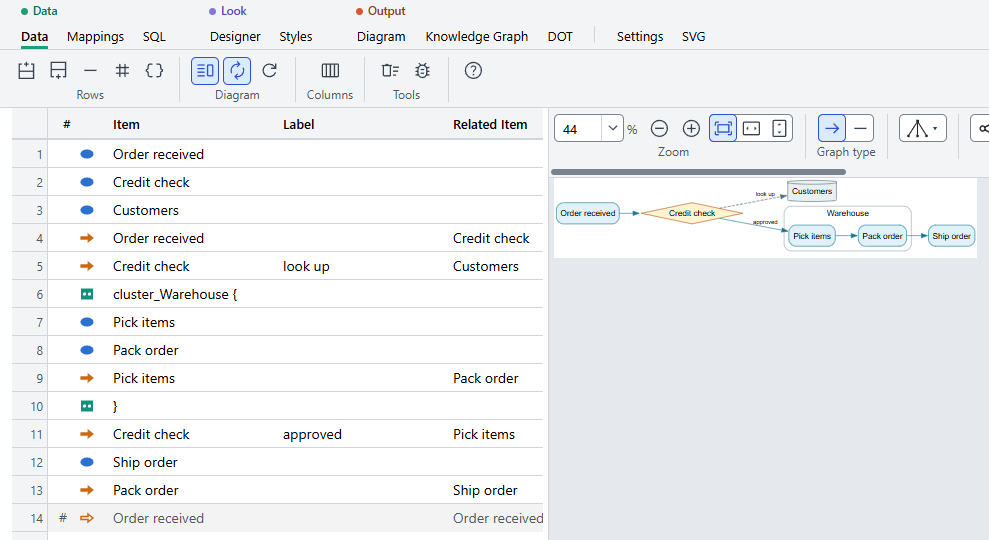 Data Look Output
Data Mappings SQL Designer Styles Diagram Knowledge Graph DOT Settings SVG
Rows Diagram Columns Tools
# Item Label Related Item
1 Order received
2 Credit check
3 Customers
4 Order received Credit check
5 Credit check look up Customers
6 cluster_Warehouse {
7 Pick items
8 Pack order
9 Pick items Pack order
10 }
11 Credit check approved Pick items
12 Ship order
13 Pack order Ship order
14 # Order received Order received
44 %
Zoom Graph type
look up
Customers
Order received
Credit check
approved
Warehouse
Pick items
Pack order
Ship order